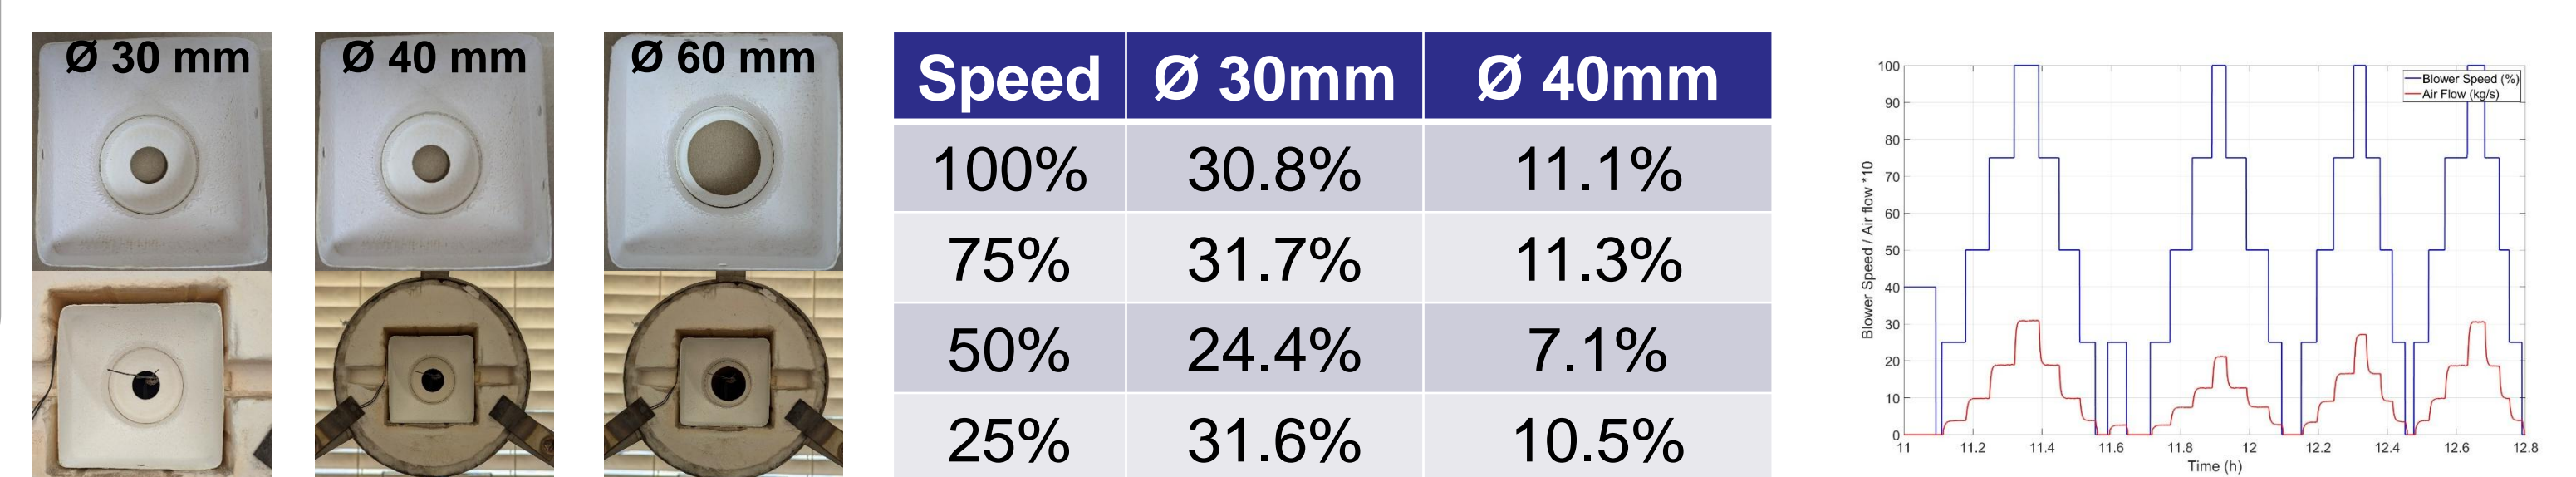 Ø 30 mm
Ø 40 mm
Ø 60 mm
Speed Ø 30mm Ø 40mm
100% 30.8% 11.1%
75% 31.7% 11.3%
50% 24.4% 7.1%
25% 31.6% 10.5%
Blower Speed (%)
Air Flow (kg/s)
Blower Speed / Air flow *10
100
90
80
70
60
50
40
30
20
10
0
11 11.2 11.4 11.6 11.8 12 12.2 12.4 12.6 12.8
Time (h)